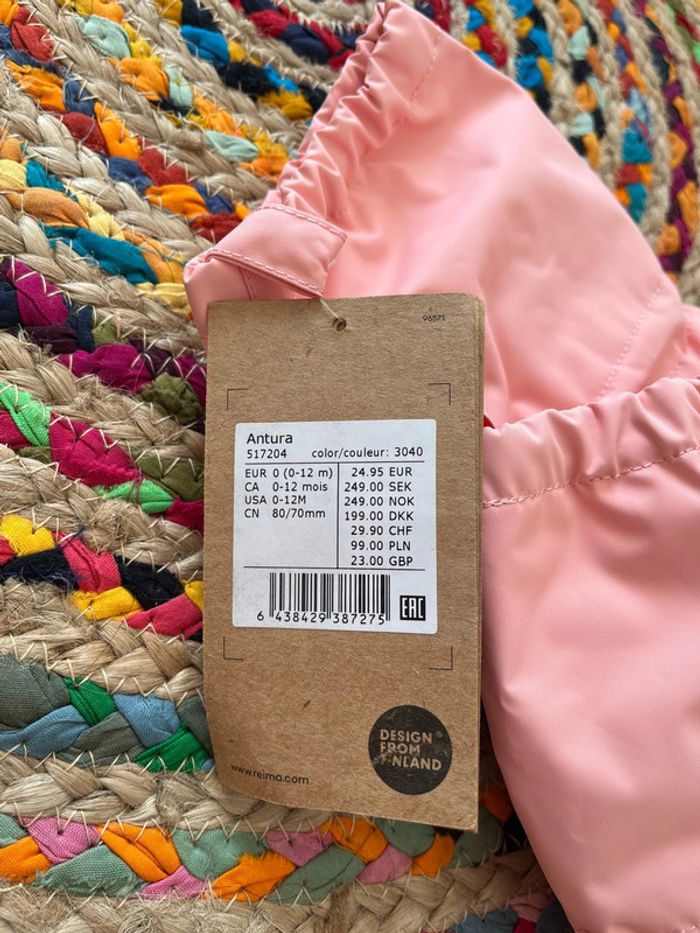 96571
Antura
517204 color/couleur: 3040
EUR 0 (0-12 m) 24.95 EUR
CA 0-12 mois 249.00 SEK
USA 0-12M 249.00 NOK
CN 80/70mm 199.00 DKK
29.90 CHF
99.00 PLN
23.00 GBP
6 438429 387275 EAC
DESIGN
FROM
FINLAND
www.reima.com